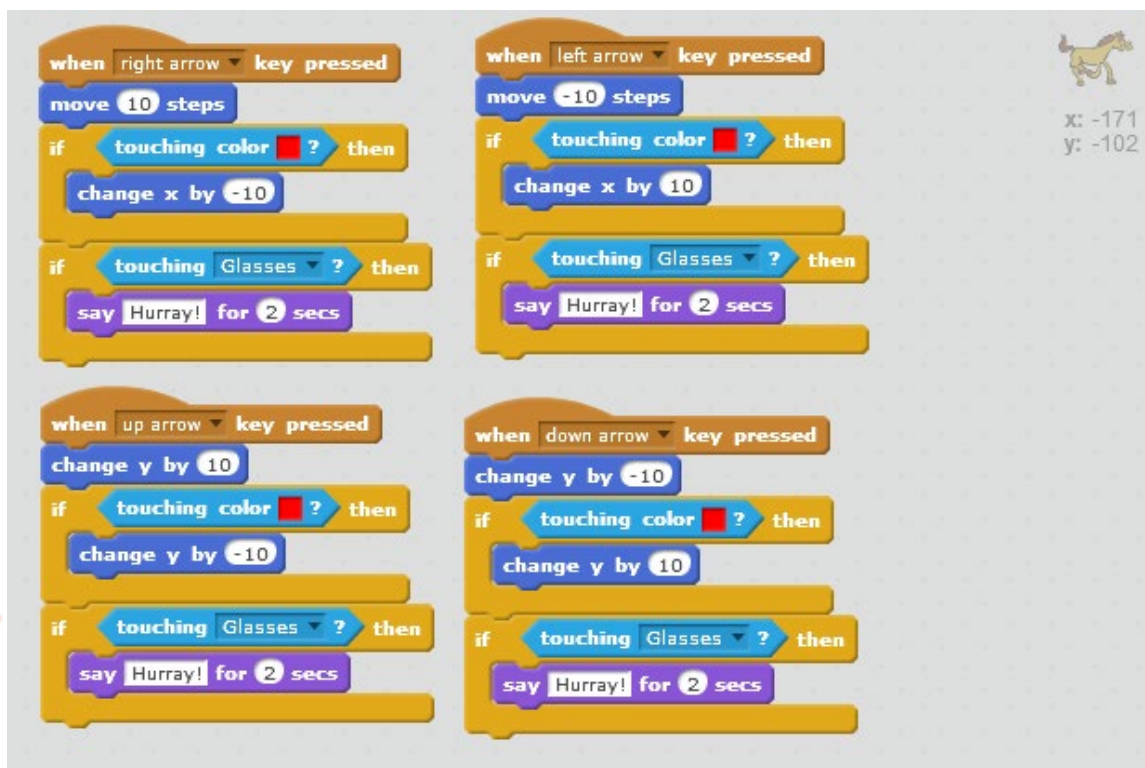 when right arrow key pressed
move 10 steps
if touching color ? then
change x by -10
if touching Glasses ? then
say Hurray! for 2 secs
when left arrow key pressed
move -10 steps
if touching color ? then
change x by 10
if touching Glasses ? then
say Hurray! for 2 secs
x: -171
y: -102
when up arrow key pressed
change y by 10
if touching color ? then
change y by -10
if touching Glasses ? then
say Hurray! for 2 secs
when down arrow key pressed
change y by -10
if touching color ? then
change y by 10
if touching Glasses ? then
say Hurray! for 2 secs